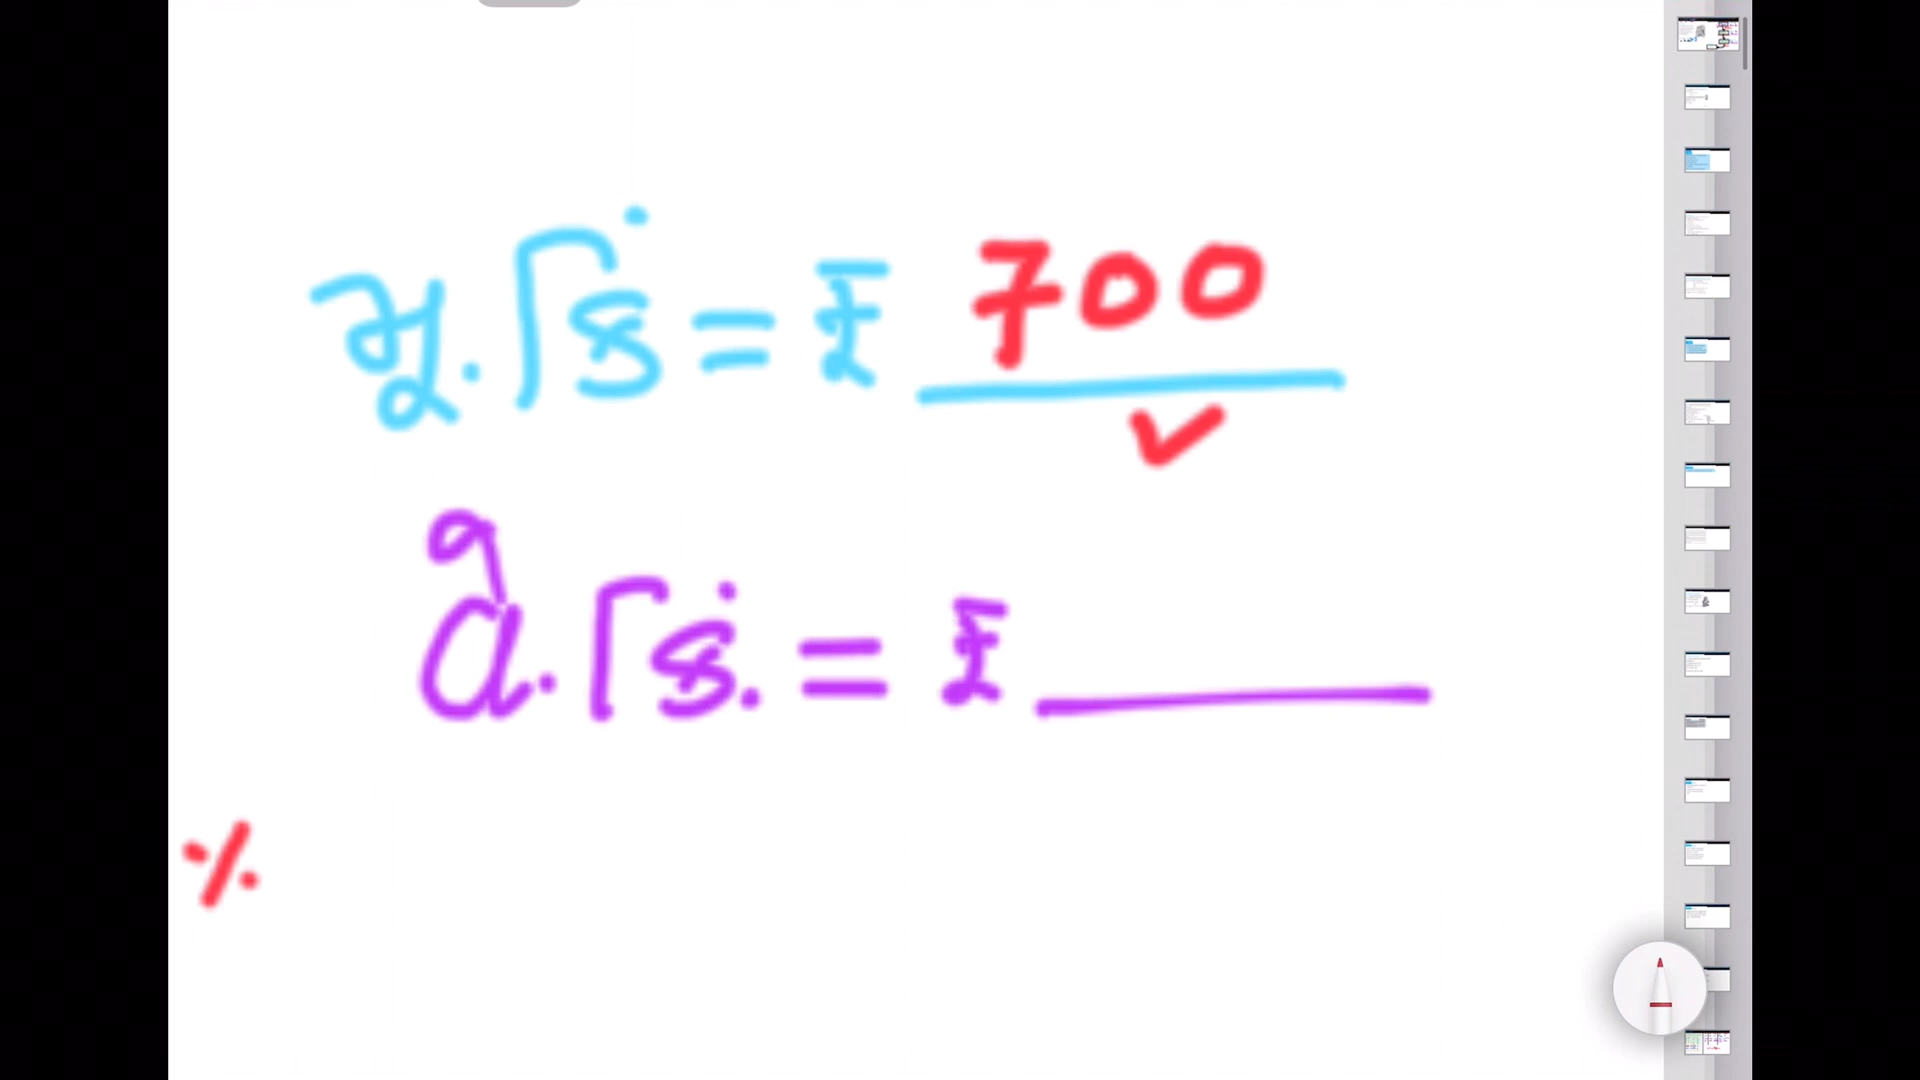 મુ.કિં = ₹ 700
વે.કિં. = ₹
%